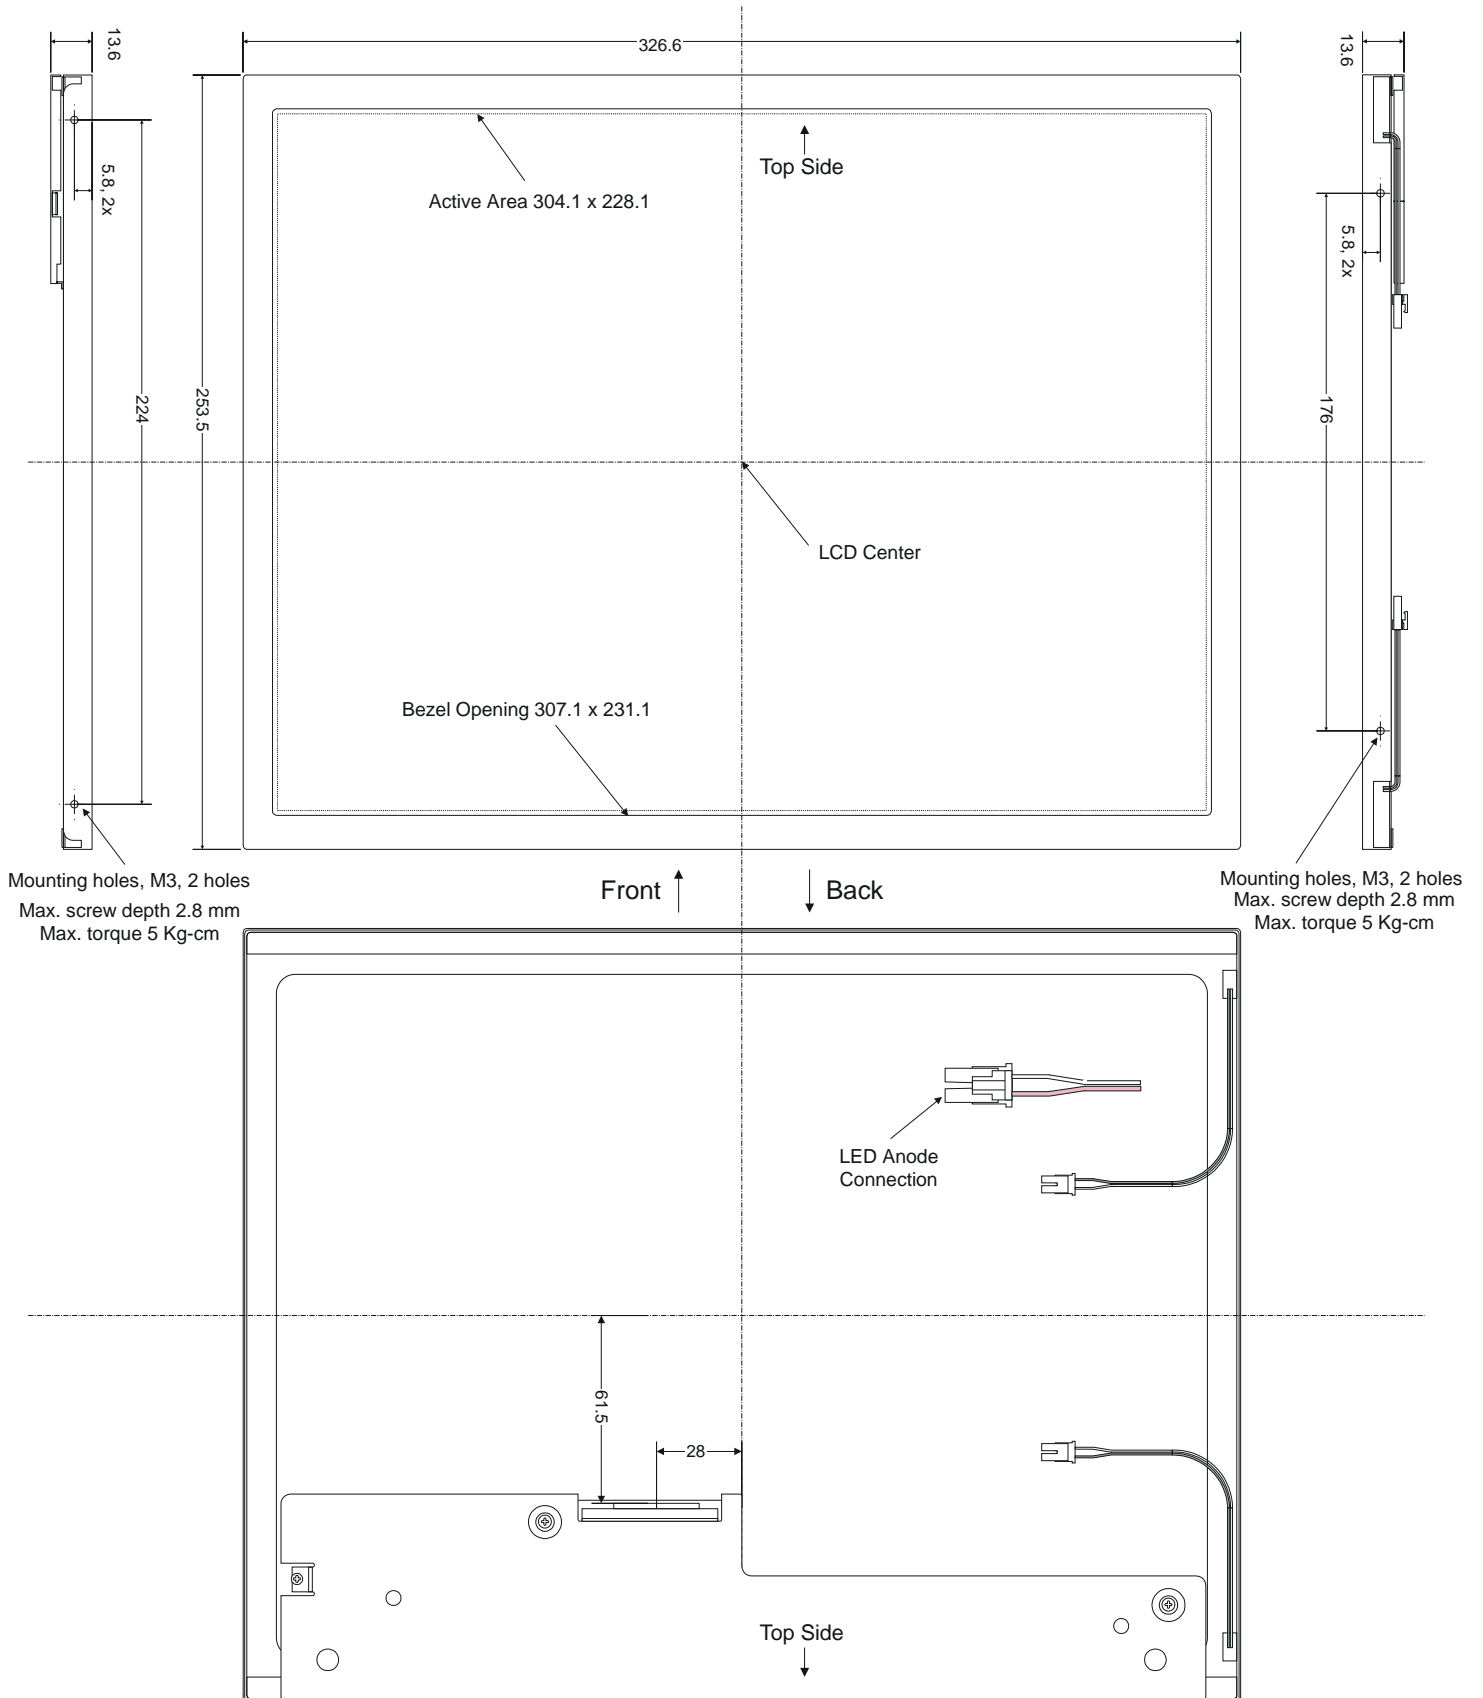 13.6
326.6
13.6
Top Side
5.8, 2x
Active Area 304.1 x 228.1
5.8, 2x
224
253.5
176
LCD Center
Bezel Opening 307.1 x 231.1
Mounting holes, M3, 2 holes
Max. screw depth 2.8 mm
Max. torque 5 Kg-cm
Front
Back
Mounting holes, M3, 2 holes
Max. screw depth 2.8 mm
Max. torque 5 Kg-cm
LED Anode
Connection
61.5
28
Top Side